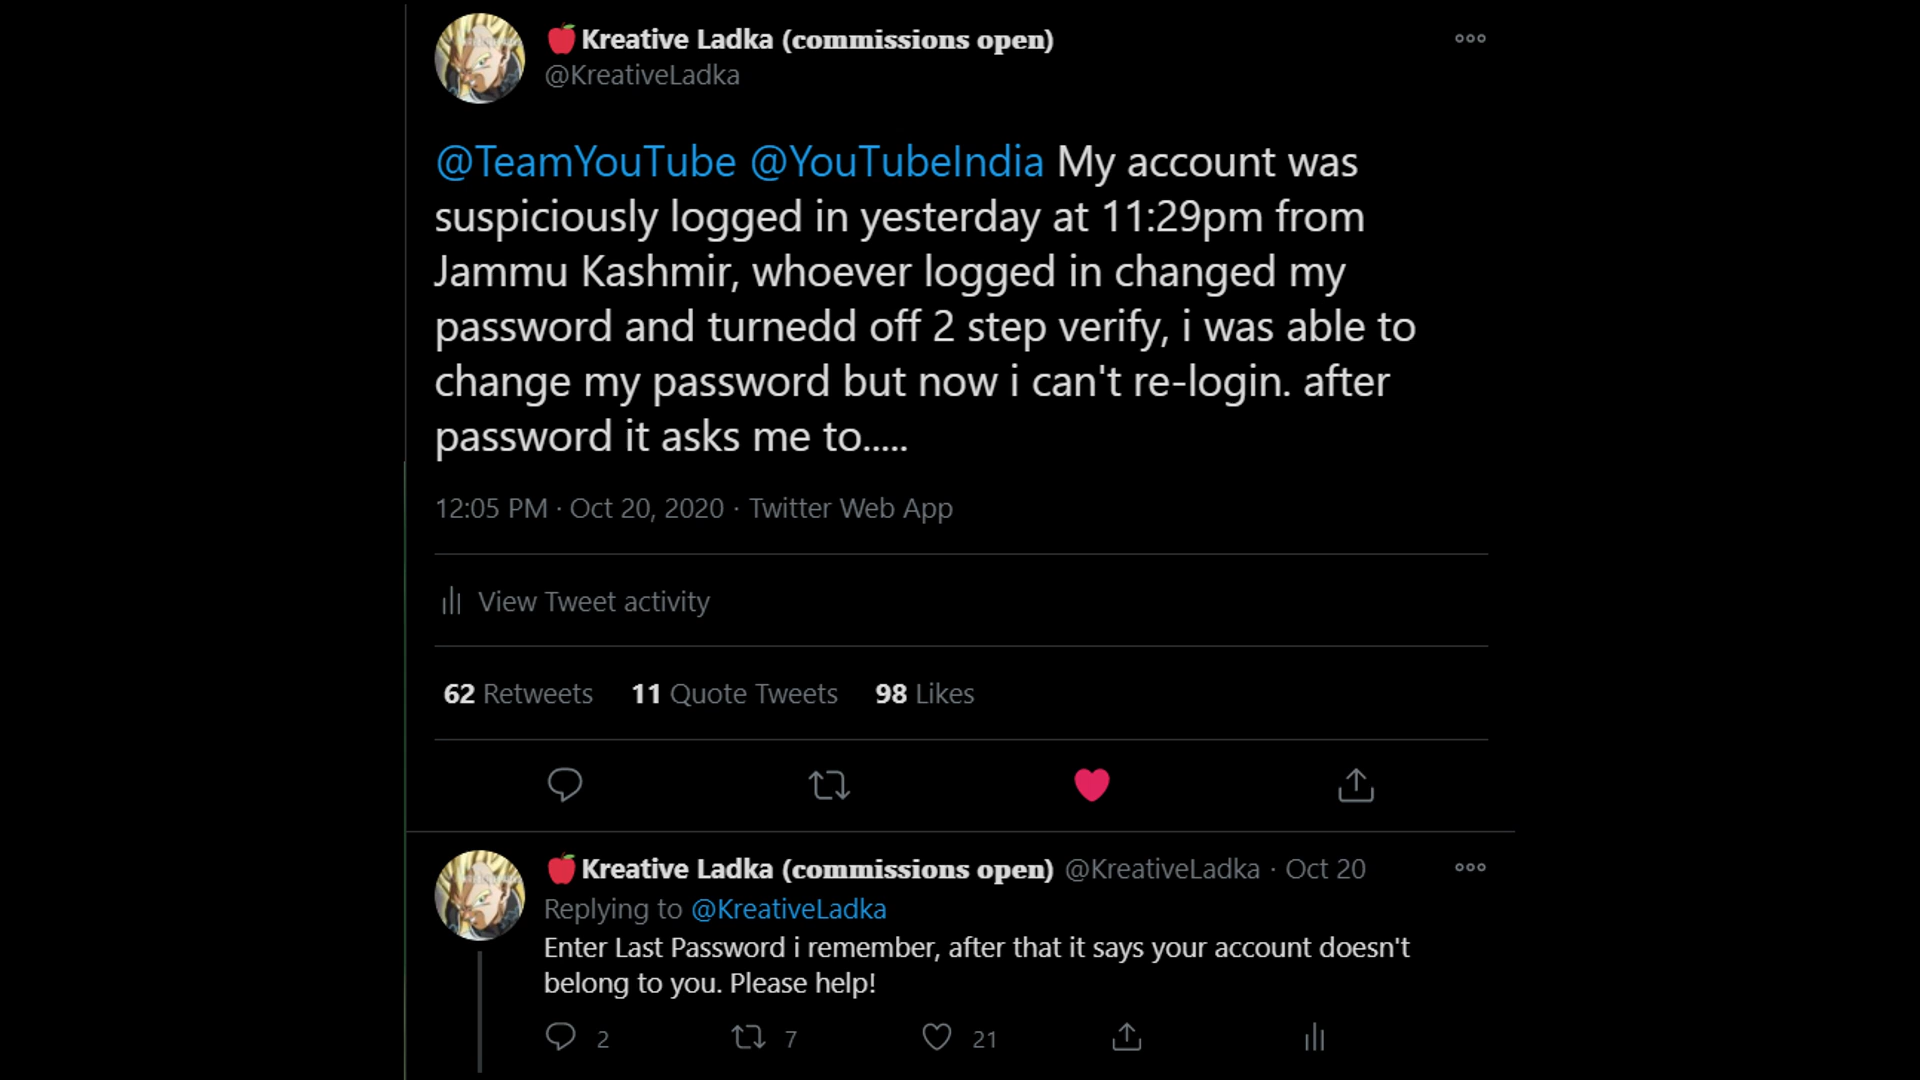 Kreative Ladka (commissions open)
@KreativeLadka
@TeamYouTube @YouTubeIndia My account was
suspiciously logged in yesterday at 11:29pm from
Jammu Kashmir, whoever logged in changed my
password and turnedd off 2 step verify, i was able to
change my password but now i can't re-login. after
password it asks me to.....
12:05 PM · Oct 20, 2020 · Twitter Web App
View Tweet activity
62 Retweets 11 Quote Tweets 98 Likes
Kreative Ladka (commissions open) @KreativeLadka · Oct 20
Replying to @KreativeLadka
Enter Last Password i remember, after that it says your account doesn't
belong to you. Please help!
2 7 21